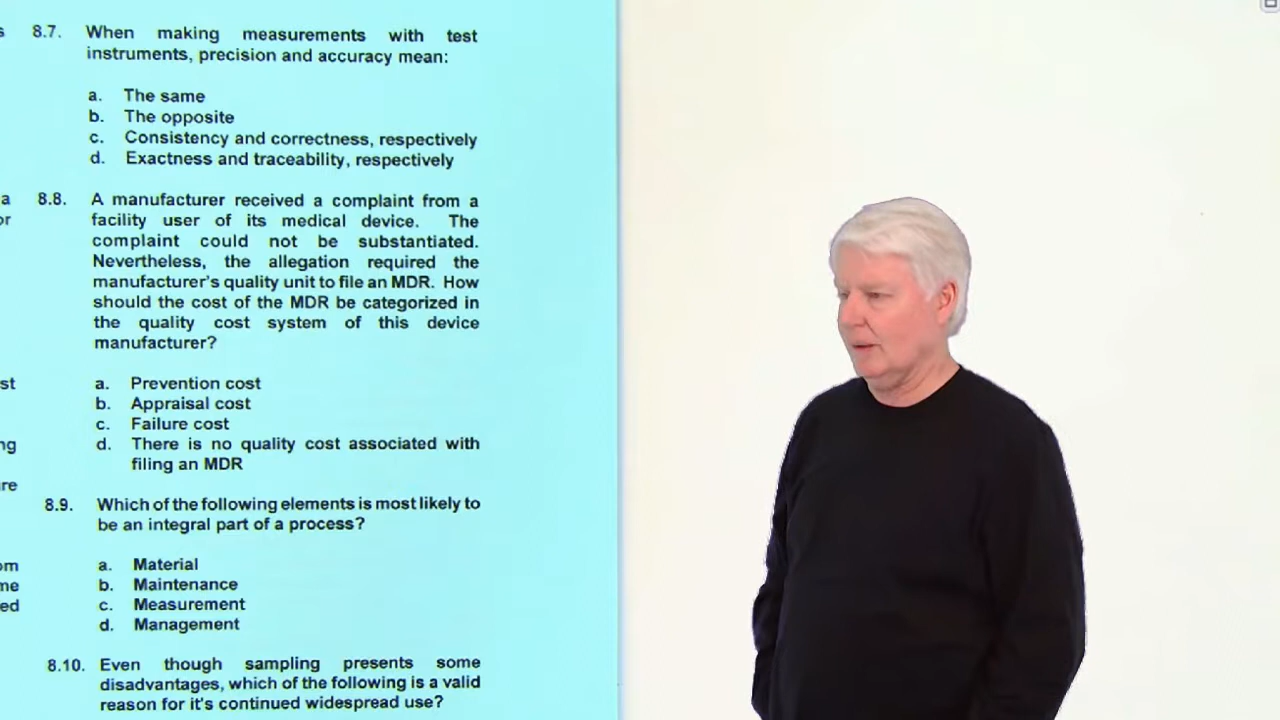 8.7. When making measurements with test
instruments, precision and accuracy mean:
a. The same
b. The opposite
c. Consistency and correctness, respectively
d. Exactness and traceability, respectively
8.8. A manufacturer received a complaint from a
facility user of its medical device. The
complaint could not be substantiated.
Nevertheless, the allegation required the
manufacturer's quality unit to file an MDR. How
should the cost of the MDR be categorized in
the quality cost system of this device
manufacturer?
a. Prevention cost
b. Appraisal cost
c. Failure cost
d. There is no quality cost associated with
filing an MDR
8.9. Which of the following elements is most likely to
be an integral part of a process?
a. Material
b. Maintenance
c. Measurement
d. Management
8.10. Even though sampling presents some
disadvantages, which of the following is a valid
reason for it's continued widespread use?